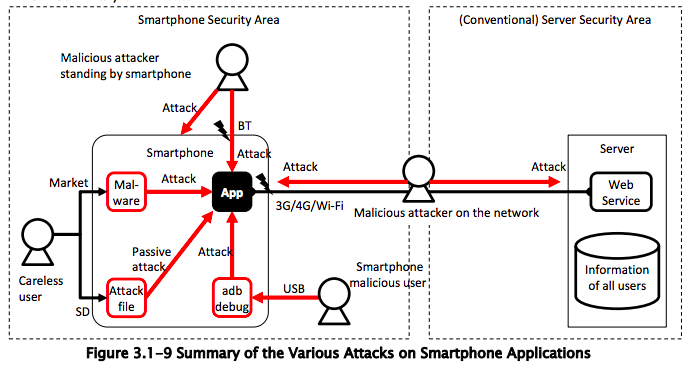 Smartphone Security Area
(Conventional) Server Security Area
Malicious attacker
standing by smartphone
Attack
BT
Attack
Smartphone
Server
Market
Mal-
ware
Attack
App
Attack
Attack
3G/4G/Wi-Fi
Malicious attacker on the network
Web
Service
Passive
attack
Attack
Careless
user
SD
Attack
file
adb
debug
USB
Smartphone
malicious user
Information
of all users
Figure 3.1-9 Summary of the Various Attacks on Smartphone Applications